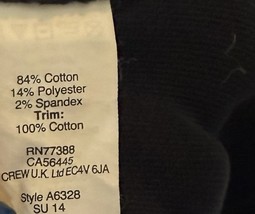 84% Cotton
14% Polyester
2% Spandex
Trim:
100% Cotton
RN77388
CA56445
CREW U.K. Ltd EC4V 6JA
Style A6328
SU 14